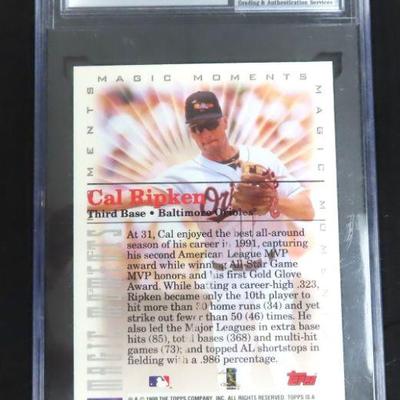 Grading & Authentication Services
MAGIC MOMENTS
MAGIC MOMENTS
Cal Ripken
Third Base • Baltimore Orioles
At 31, Cal enjoyed the best all-around
season of his career in 1991, capturing
his second American League MVP
award while winning All-Star Game
MVP honors and his first Gold Glove
Award. While batting a career-high .323,
Ripken became only the 10th player to
hit more than 30 home runs (34) and yet
strike out fewer than 50 (46) times. He
also led the Major Leagues in extra base
hits (85), total bases (368) and multi-hit
games (73); and topped AL shortstops in
fielding with a .986 percentage.
MAGIC MOMENTS
Topps
THE TOPPS COMPANY, INC. ALL RIGHTS RESERVED. TOPPS IS A